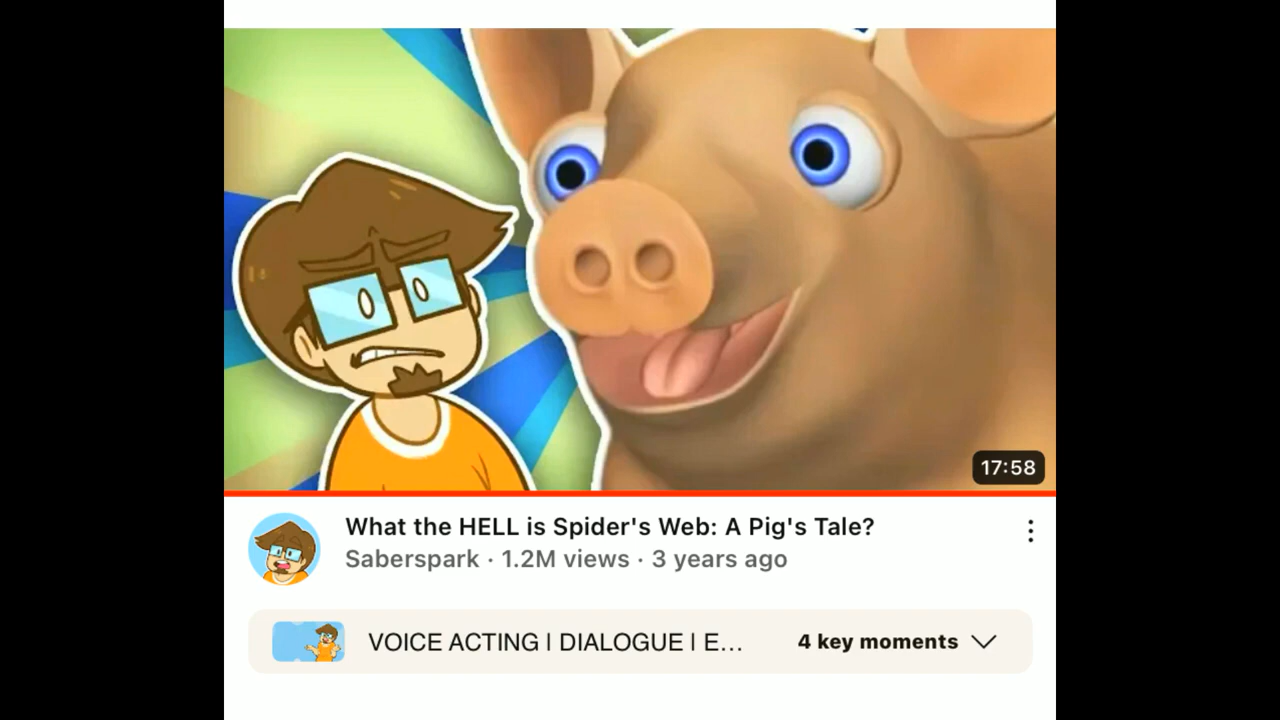 17:58
What the HELL is Spider's Web: A Pig's Tale?
Saberspark · 1.2M views · 3 years ago
VOICE ACTING | DIALOGUE | E... 4 key moments